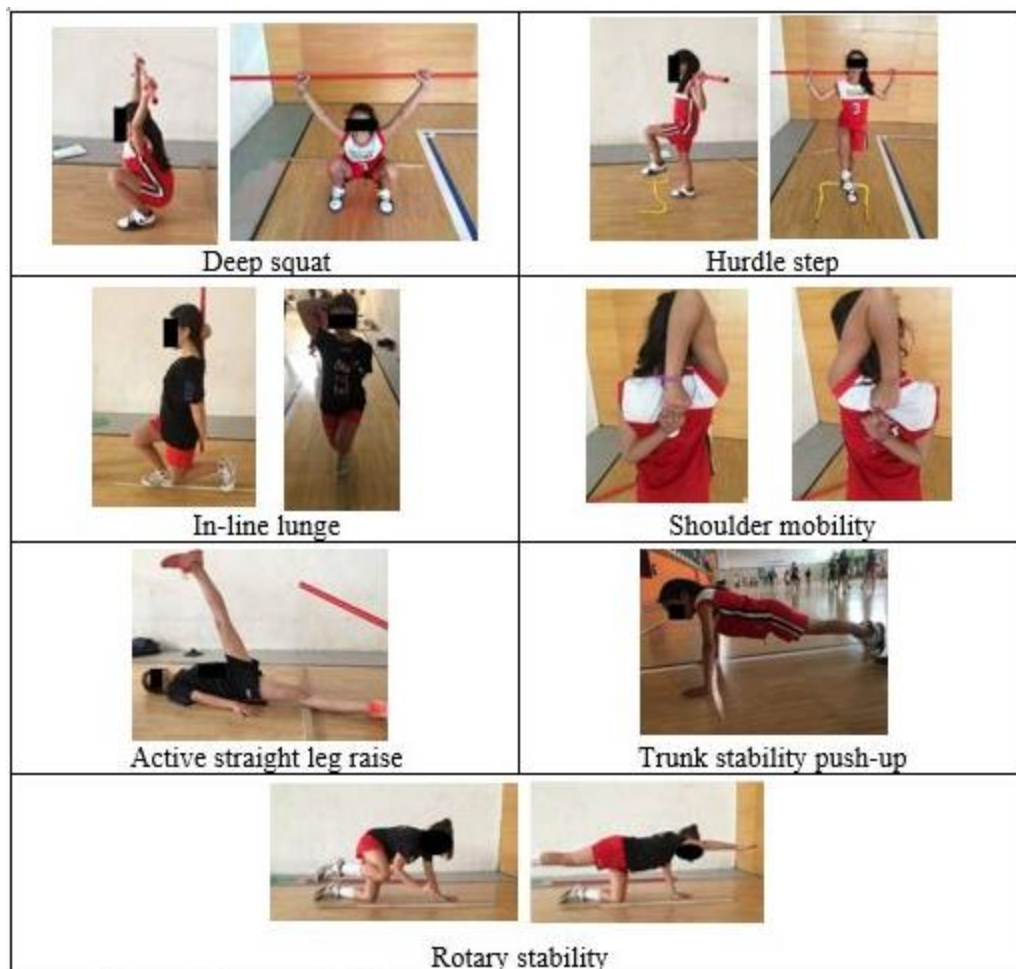 Deep squat
Hurdle step
In-line lunge
Shoulder mobility
Active straight leg raise
Trunk stability push-up
Rotary stability